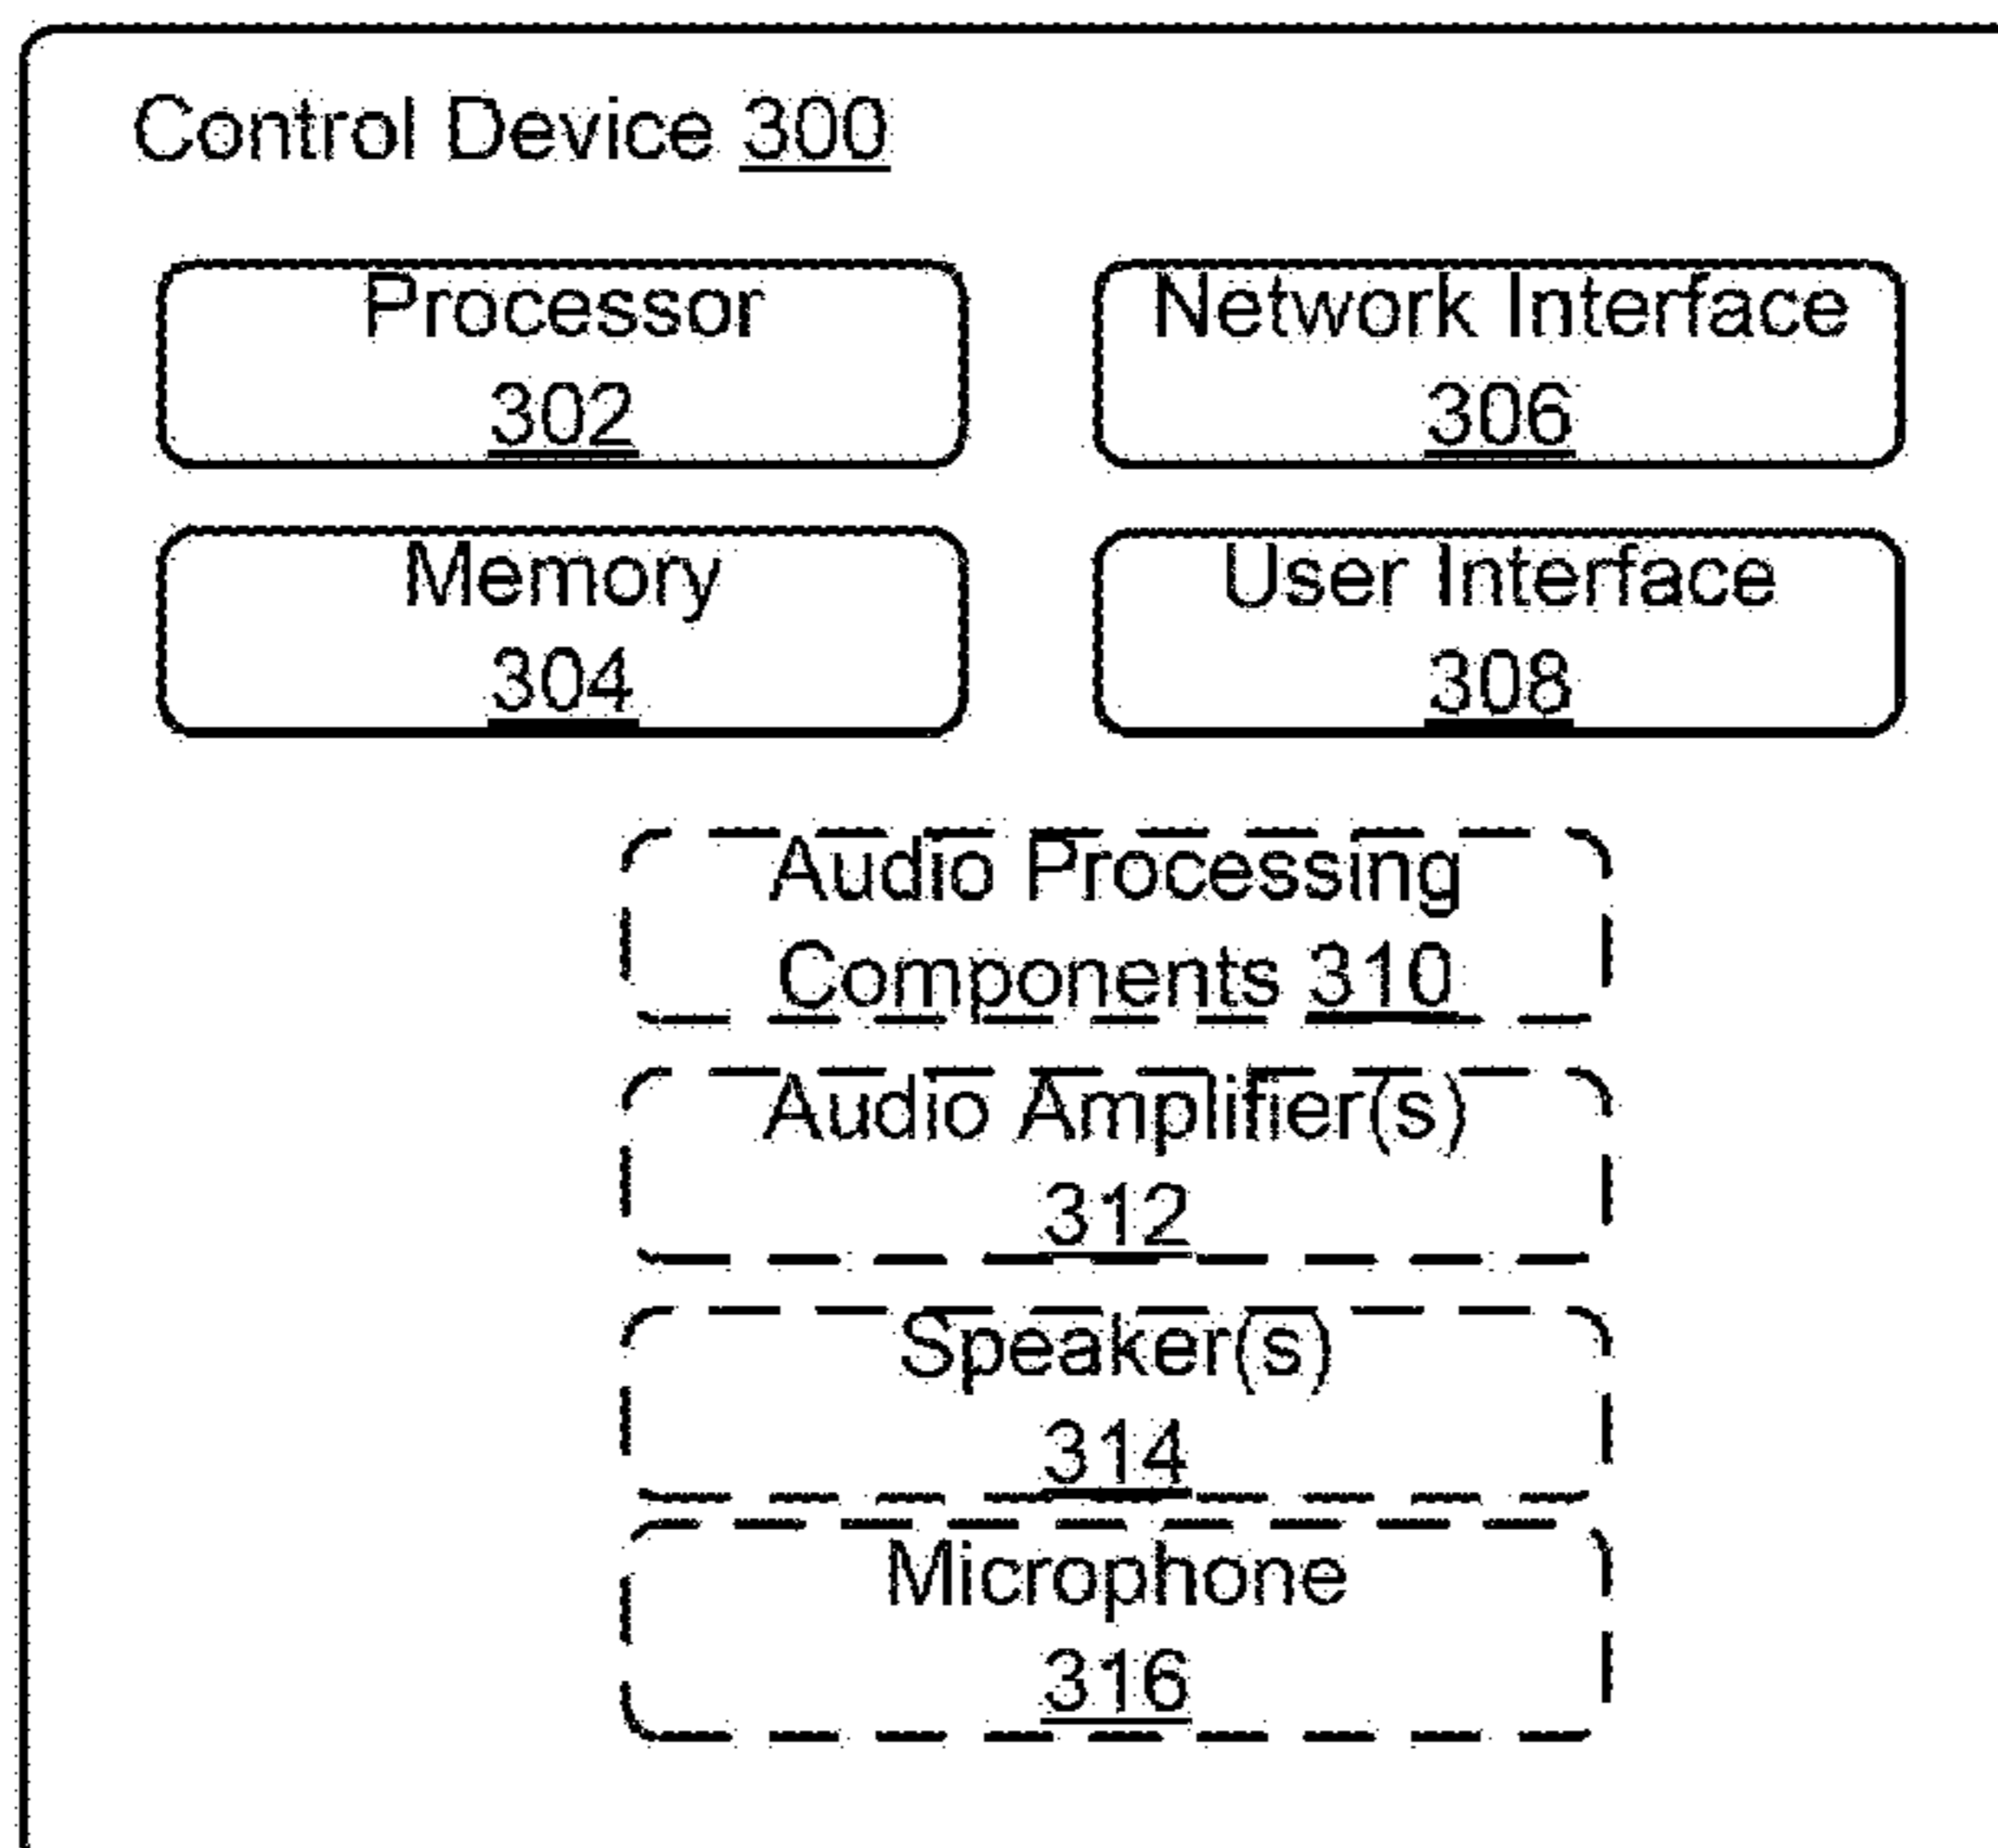 Control Device 300
Processor
302
Network Interface
306
Memory
304
User Interface
308
Audio Processing
Components 310
Audio Amplifier(s)
312
Speaker(s)
314
Microphone
316